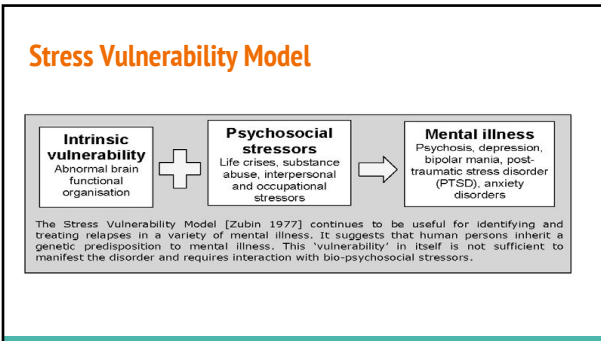 Stress Vulnerability Model
Intrinsic
vulnerability
Abnormal brain
functional
organisation
Psychosocial
stressors
Life crises, substance
abuse, interpersonal
and occupational
stressors
Mental illness
Psychosis, depression,
bipolar mania, post-
traumatic stress disorder
(PTSD), anxiety
disorders
The Stress Vulnerability Model [Zubin 1977] continues to be useful for identifying and
treating relapses in a variety of mental illness. It suggests that human persons inherit a
genetic predisposition to mental illness. This ‘vulnerability’ in itself is not sufficient to
manifest the disorder and requires interaction with bio-psychosocial stressors.